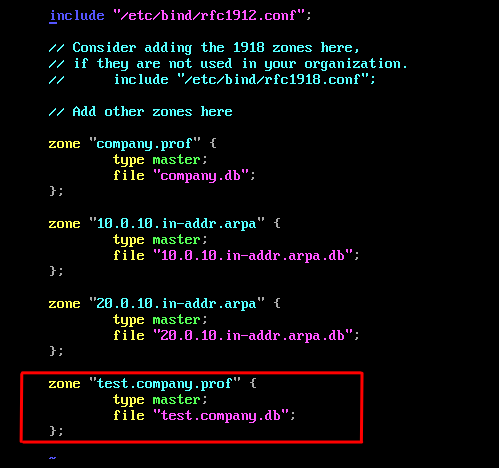 include "/etc/bind/rfc1912.conf";
// Consider adding the 1918 zones here,
// if they are not used in your organization.
//      include "/etc/bind/rfc1918.conf";
// Add other zones here
zone "company.prof" {
        type master;
        file "company.db";
};
zone "10.0.10.in-addr.arpa" {
        type master;
        file "10.0.10.in-addr.arpa.db";
};
zone "20.0.10.in-addr.arpa" {
        type master;
        file "20.0.10.in-addr.arpa.db";
};
zone "test.company.prof" {
        type master;
        file "test.company.db";
};
~